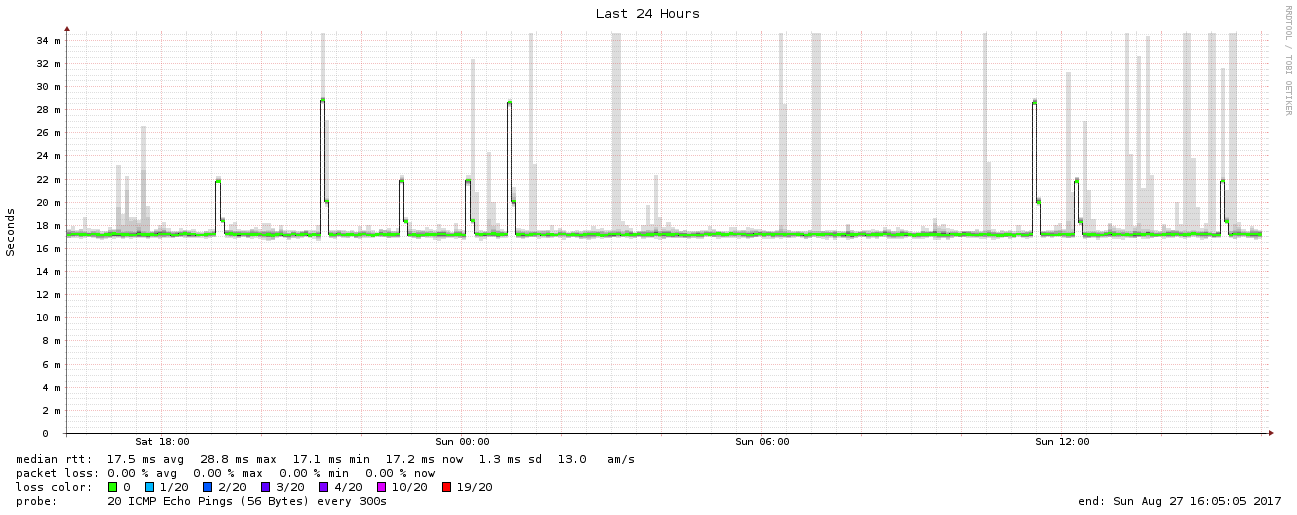 Last 24 Hours
RRDTOOL / TOBI OETIKER
Seconds
34 m
32 m
30 m
28 m
26 m
24 m
22 m
20 m
18 m
16 m
14 m
12 m
10 m
8 m
6 m
4 m
2 m
0
Sat 18:00 Sun 00:00 Sun 06:00 Sun 12:00
median rtt: 17.5 ms avg 28.8 ms max 17.1 ms min 17.2 ms now 1.3 ms sd 13.0 am/s
packet loss: 0.00 % avg 0.00 % max 0.00 % min 0.00 % now
loss color: 0 1/20 2/20 3/20 4/20 10/20 19/20
probe: 20 ICMP Echo Pings (56 Bytes) every 300s end: Sun Aug 27 16:05:05 2017